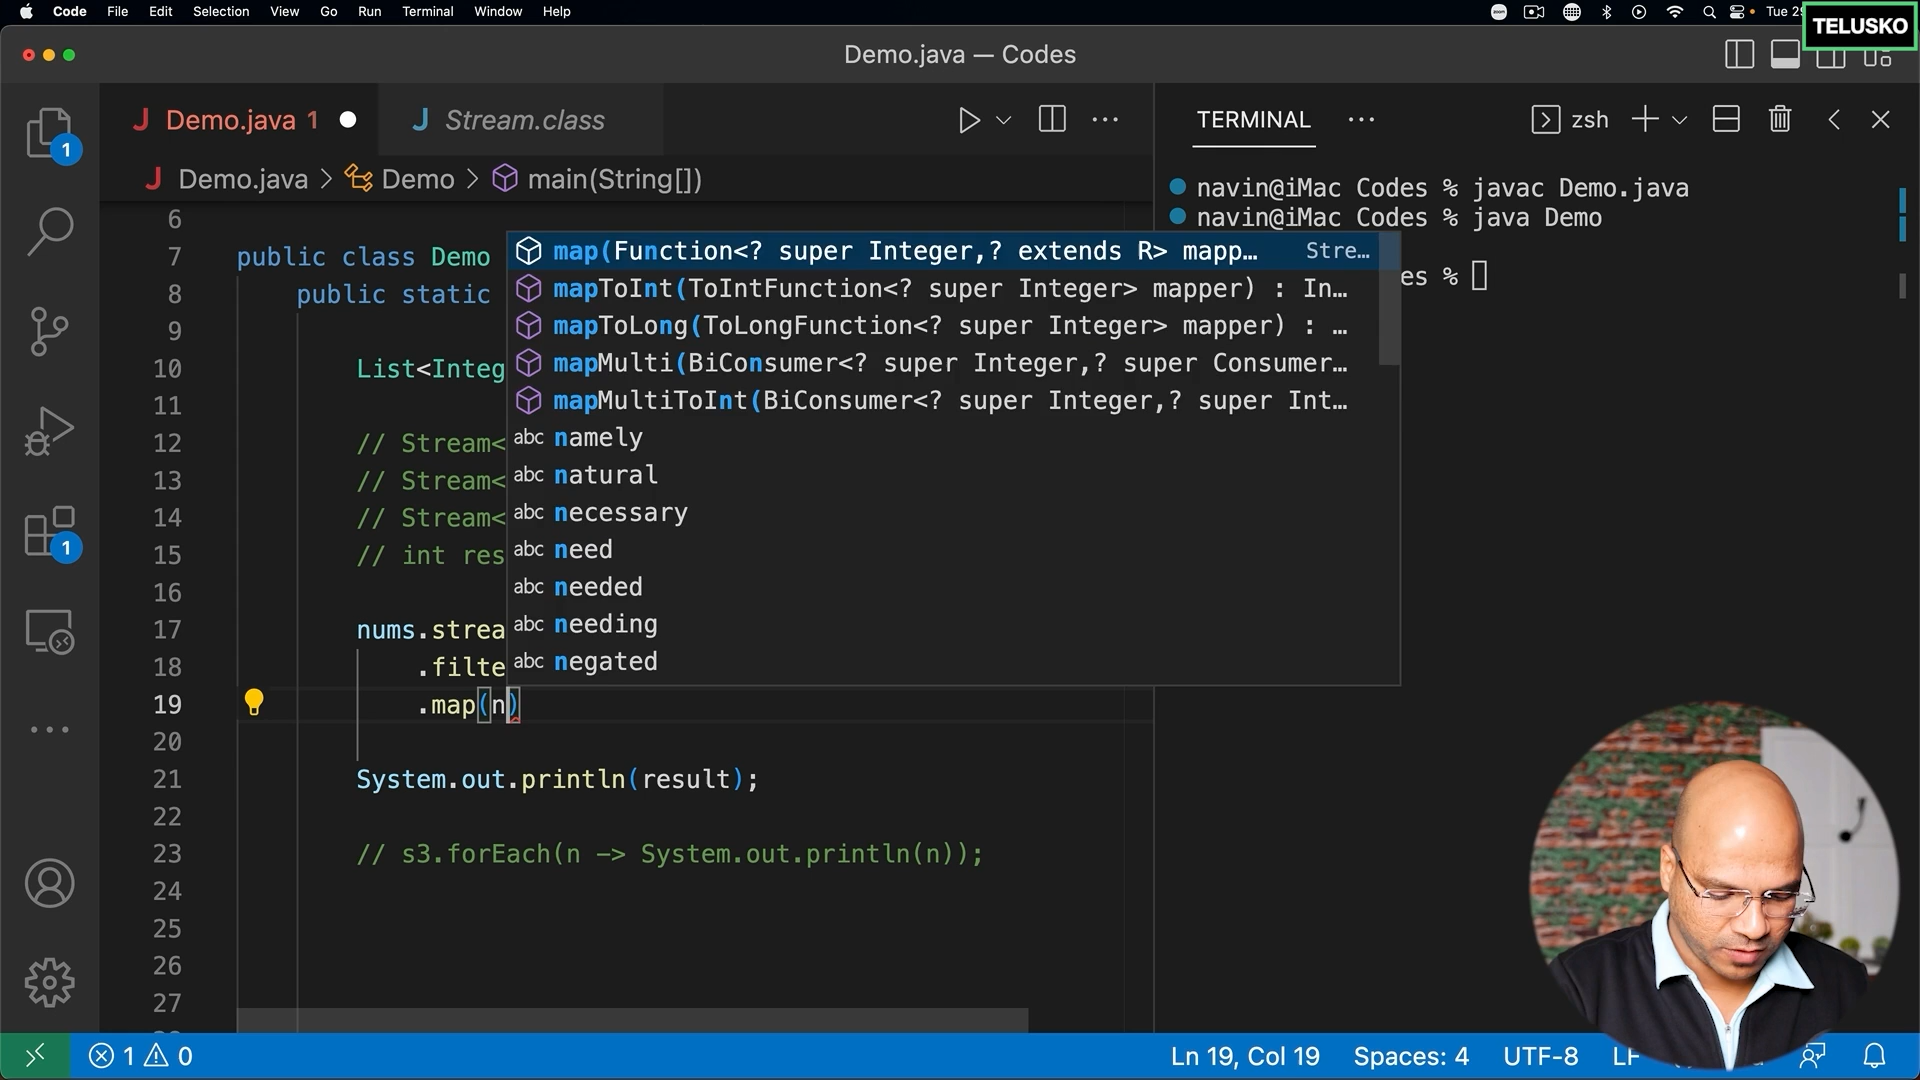 Code File Edit Selection View Go Run Terminal Window Help
Tue 29
TELUSKO
Demo.java — Codes
Demo.java 1 Stream.class
TERMINAL
zsh
Demo.java > Demo > main(String[])
navin@iMac Codes % javac Demo.java
navin@iMac Codes % java Demo
es %
6
7 public class Demo
8 public static
9
10 List<Integ
11
12 // Stream<
13 // Stream<
14 // Stream<
15 // int res
16
17 nums.strea
18 .filte
19 .map(n)
20
21 System.out.println(result);
22
23 // s3.forEach(n -> System.out.println(n));
24
25
26
27
map(Function<? super Integer,? extends R> mapp… Stre…
mapToInt(ToIntFunction<? super Integer> mapper) : In…
mapToLong(ToLongFunction<? super Integer> mapper) : …
mapMulti(BiConsumer<? super Integer,? super Consumer…
mapMultiToInt(BiConsumer<? super Integer,? super Int…
abc namely
abc natural
abc necessary
abc need
abc needed
abc needing
abc negated
1
1
1 0
Ln 19, Col 19 Spaces: 4 UTF-8 LF